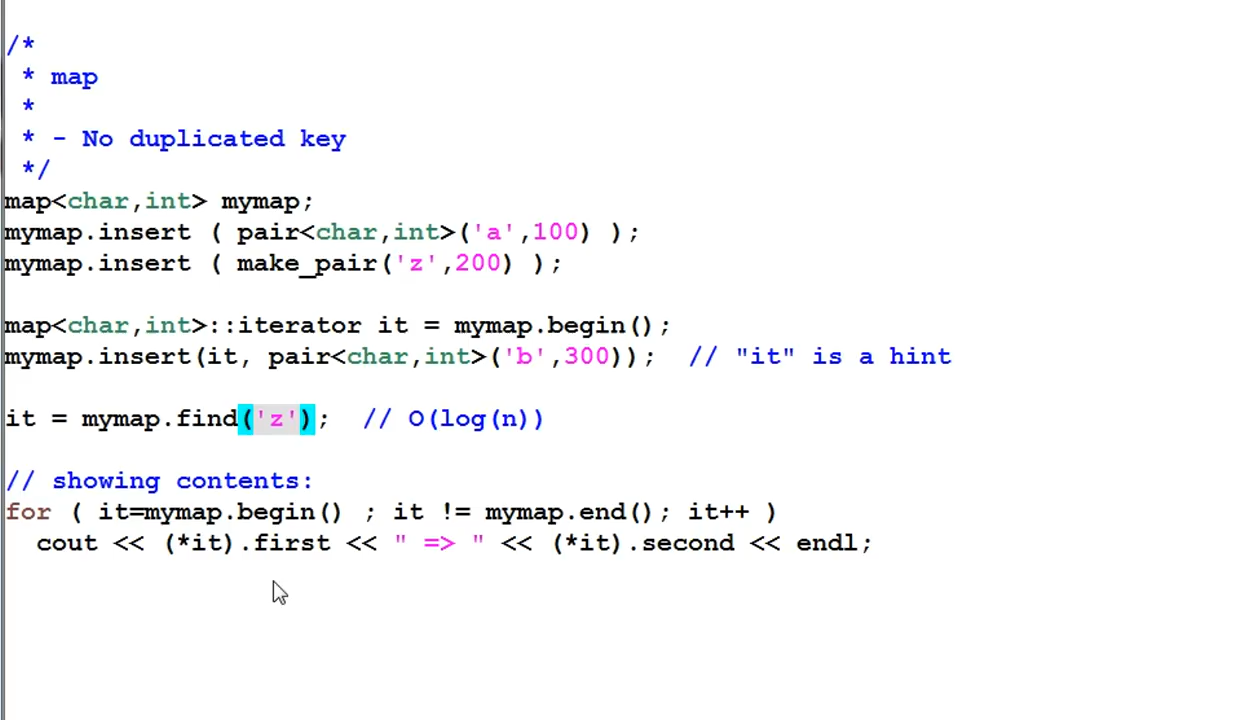 /*
 * map
 *
 * - No duplicated key
 */
map<char,int> mymap;
mymap.insert ( pair<char,int>('a',100) );
mymap.insert ( make_pair('z',200) );

map<char,int>::iterator it = mymap.begin();
mymap.insert(it, pair<char,int>('b',300));  // "it" is a hint

it = mymap.find('z');  // O(log(n))

// showing contents:
for ( it=mymap.begin() ; it != mymap.end(); it++ )
  cout << (*it).first << " => " << (*it).second << endl;